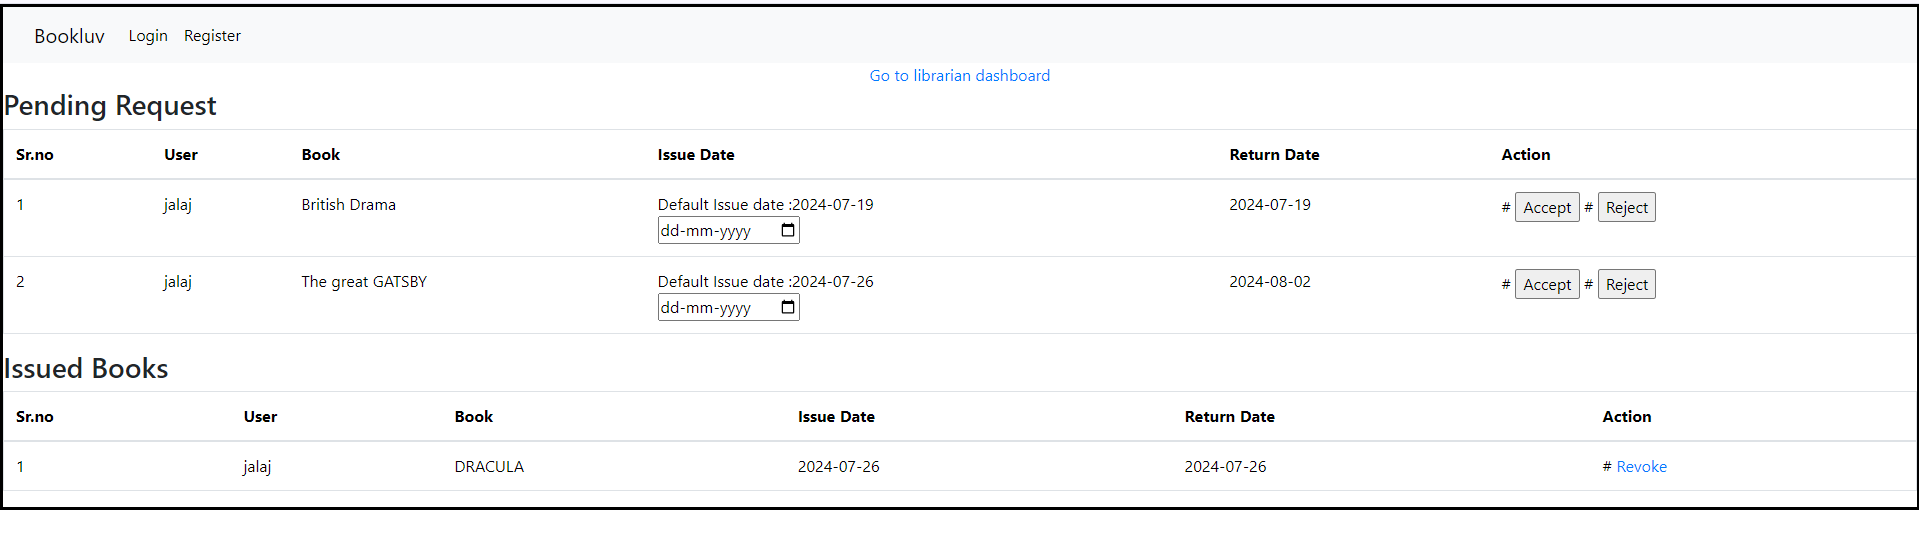 Bookluv Login Register
Go to librarian dashboard
Pending Request
Sr.no User Book Issue Date Return Date Action
1 jalaj British Drama Default Issue date :2024-07-19 2024-07-19 # Accept # Reject
dd-mm-yyyy
2 jalaj The great GATSBY Default Issue date :2024-07-26 2024-08-02 # Accept # Reject
dd-mm-yyyy
Issued Books
Sr.no User Book Issue Date Return Date Action
1 jalaj DRACULA 2024-07-26 2024-07-26 # Revoke